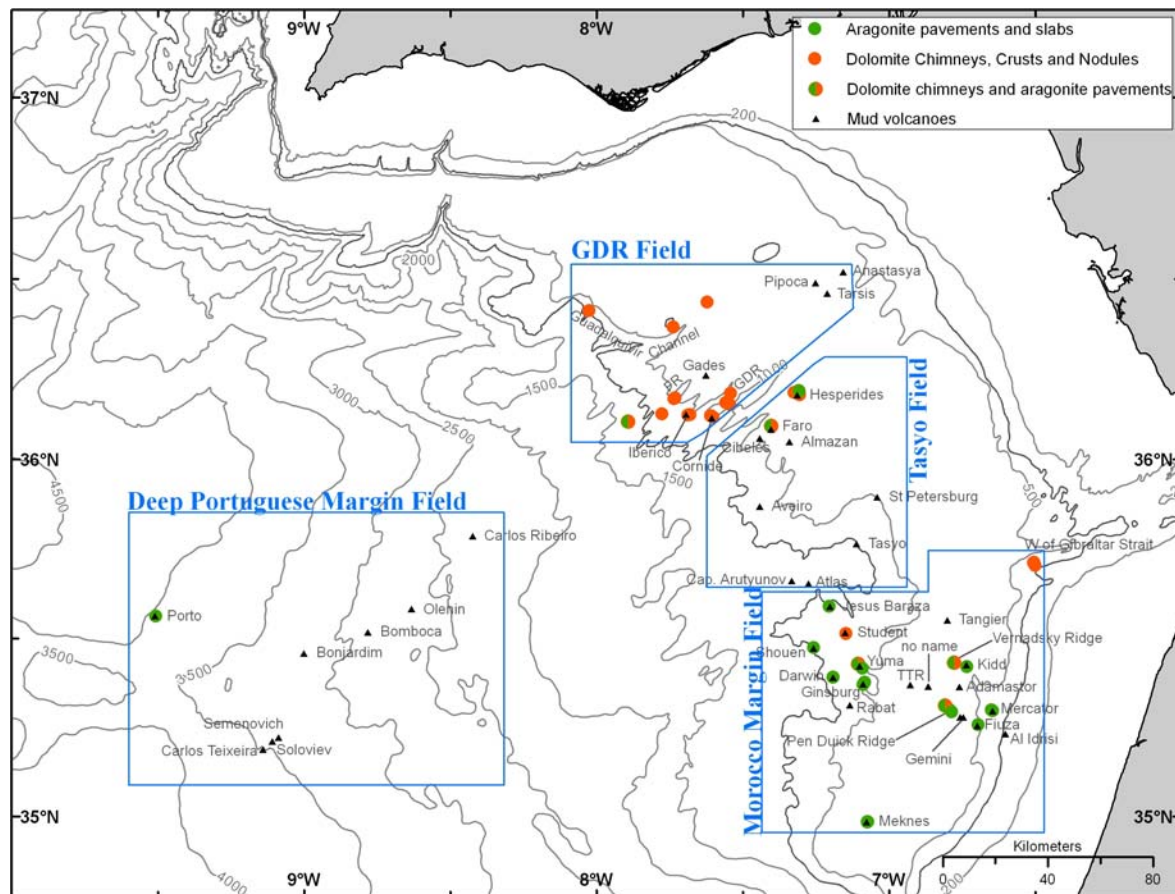 9°W
8°W
Aragonite pavements and slabs
Dolomite Chimneys, Crusts and Nodules
Dolomite chimneys and aragonite pavements
Mud volcanoes
37°N
37°N
200
2000
GDR Field
Anastasya
Pipoca
Tarsis
Guadalquivir Channel
Gades
1500
PR
GDR
1000
3000
Hesperides
2500
Faro
Iberico
Cibeles
Almazan
Cornide
Tasyo Field
36°N
36°N
1500
4500
500
Deep Portuguese Margin Field
St Petersburg
Aveiro
Carlos Ribeiro
Tasyo
W of Gibraltar Strait
Cap. Arutyunov
Atlas
Porto
Olenin
Jesus Baraza
Tangier
Bomboca
Student
Vernadsky Ridge
Bonjardim
Shouen
no name
3500
3500
Yuma
Kidd
Darwin
TTR
Adamastor
Ginsburg
Rabat
Mercator
Semenovich
Fiuza
Carlos Teixeira
Soloviev
Pen Duick Ridge
Al Idrisi
Gemini
Morocco Margin Field
35°N
35°N
Meknes
Kilometers
4000
200
0
40
80
9°W
8°W
7°W